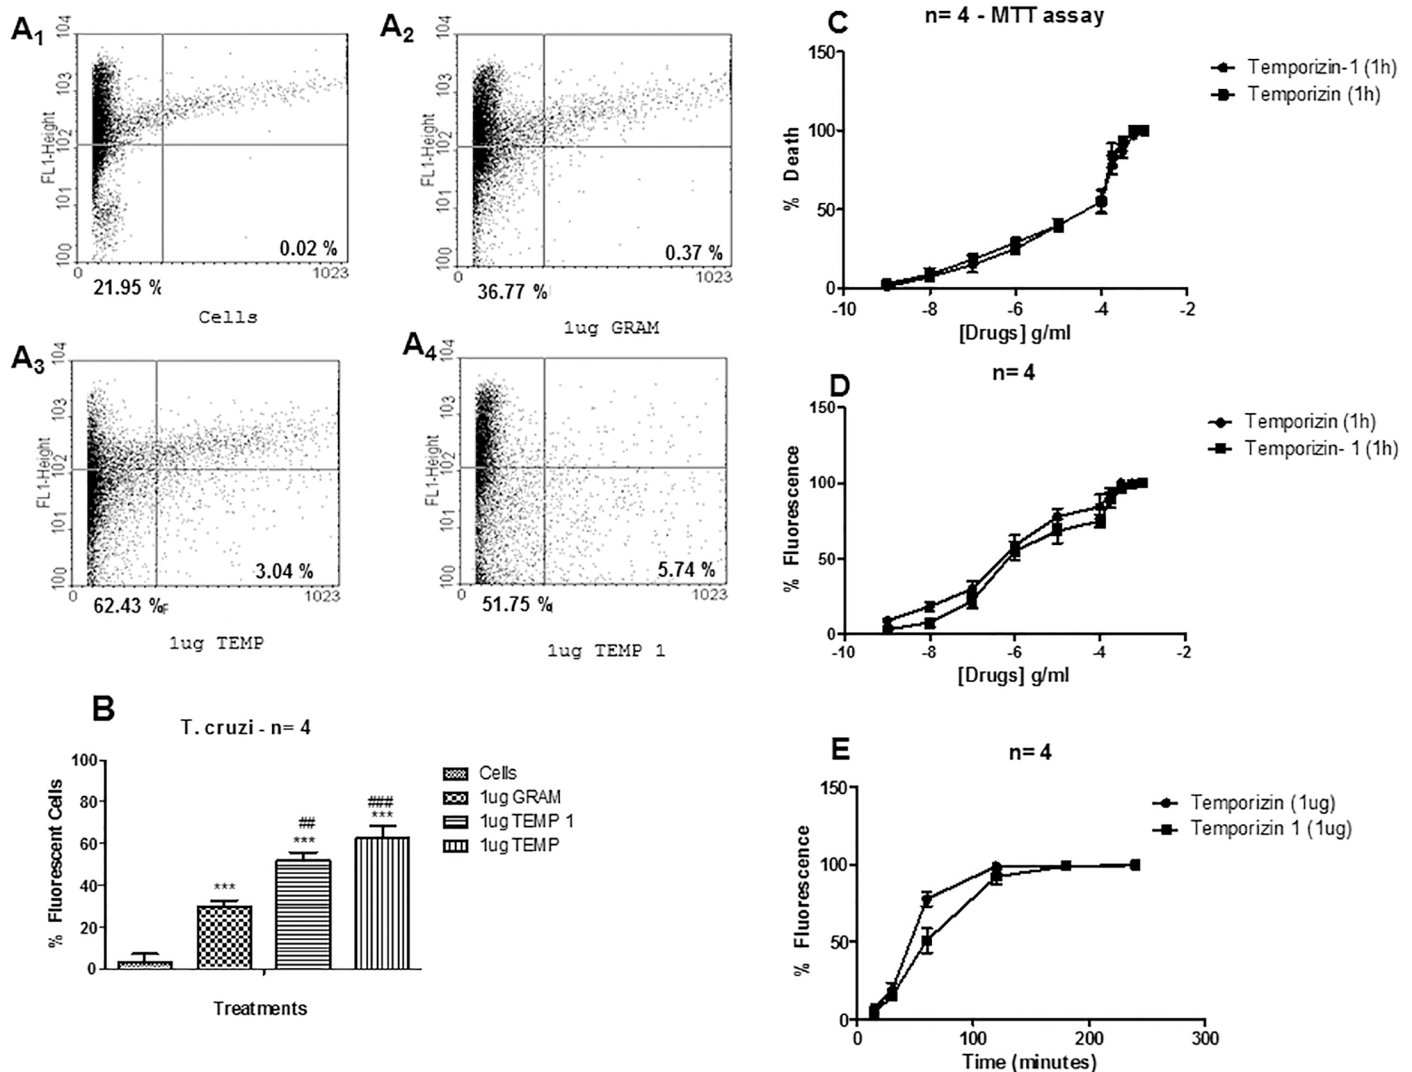 A1
104
103
102
101
100
FL1-Height
0.02 %
0
1023
21.95 %
Cells
A2
104
103
102
101
100
FL1-Height
0.37 %
0
1023
36.77 %
1ug GRAM
A3
104
103
102
101
100
FL1-Height
3.04 %
0
1023
62.43 %F
1ug TEMP
A4
104
103
102
101
100
FL1-Height
5.74 %
0
1023
51.75 %
1ug TEMP 1
B
T. cruzi - n= 4
% Fluorescent Cells
100
80
60
40
20
0
***
##
***
###
***
Treatments
Cells
1ug GRAM
1ug TEMP 1
1ug TEMP
C
n= 4 - MTT assay
% Death
150
100
50
0
-10
-8
-6
-4
-2
[Drugs] g/ml
Temporizin-1 (1h)
Temporizin (1h)
D
n= 4
% Fluorescence
150
100
50
0
-10
-8
-6
-4
-2
[Drugs] g/ml
Temporizin (1h)
Temporizin- 1 (1h)
E
n= 4
% Fluorescence
150
100
50
0
0
100
200
300
Time (minutes)
Temporizin (1ug)
Temporizin 1 (1ug)